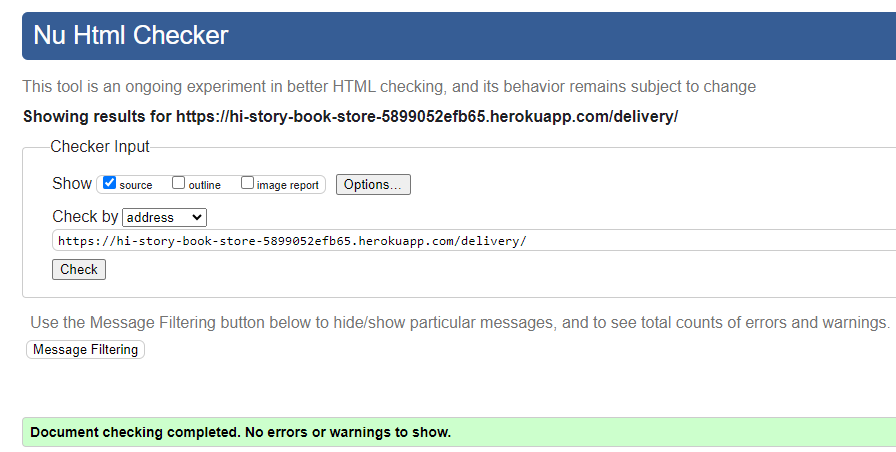 Nu Html Checker
This tool is an ongoing experiment in better HTML checking, and its behavior remains subject to change
Showing results for https://hi-story-book-store-5899052efb65.herokuapp.com/delivery/
Checker Input
Show source outline image report Options...
Check by address
https://hi-story-book-store-5899052efb65.herokuapp.com/delivery/
Check
Use the Message Filtering button below to hide/show particular messages, and to see total counts of errors and warnings.
Message Filtering
Document checking completed. No errors or warnings to show.